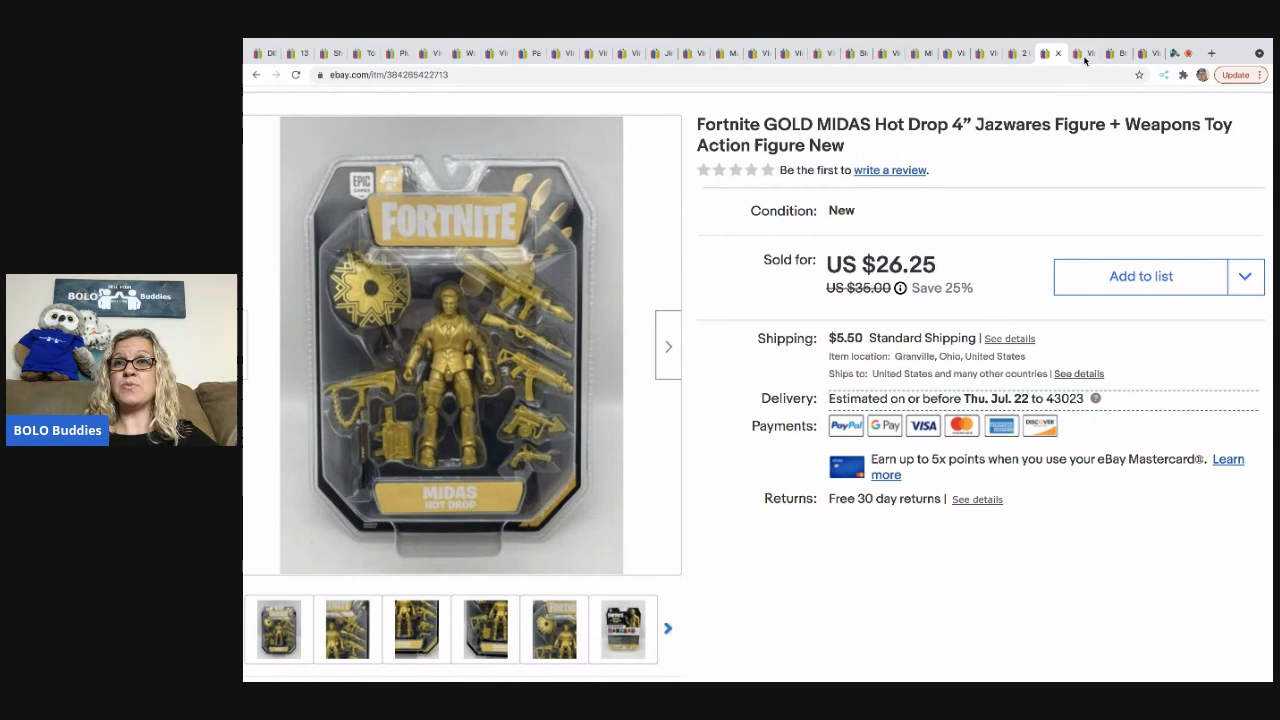 ebay.com/itm/384265422713
Update
Fortnite GOLD MIDAS Hot Drop 4” Jazwares Figure + Weapons Toy
Action Figure New
Be the first to write a review.
Condition: New
Sold for: US $26.25
US $35.00 Save 25%
Add to list
Shipping: $5.50 Standard Shipping | See details
Item location: Granville, Ohio, United States
Ships to: United States and many other countries | See details
Delivery: Estimated on or before Thu. Jul. 22 to 43023
Payments: PayPal G Pay VISA MasterCard DISCOVER
Earn up to 5x points when you use your eBay Mastercard®. Learn
more
Returns: Free 30 day returns | See details
EPIC
GAMES
FORTNITE
MIDAS
HOT DROP
BOLO Buddies
BOLO Buddies